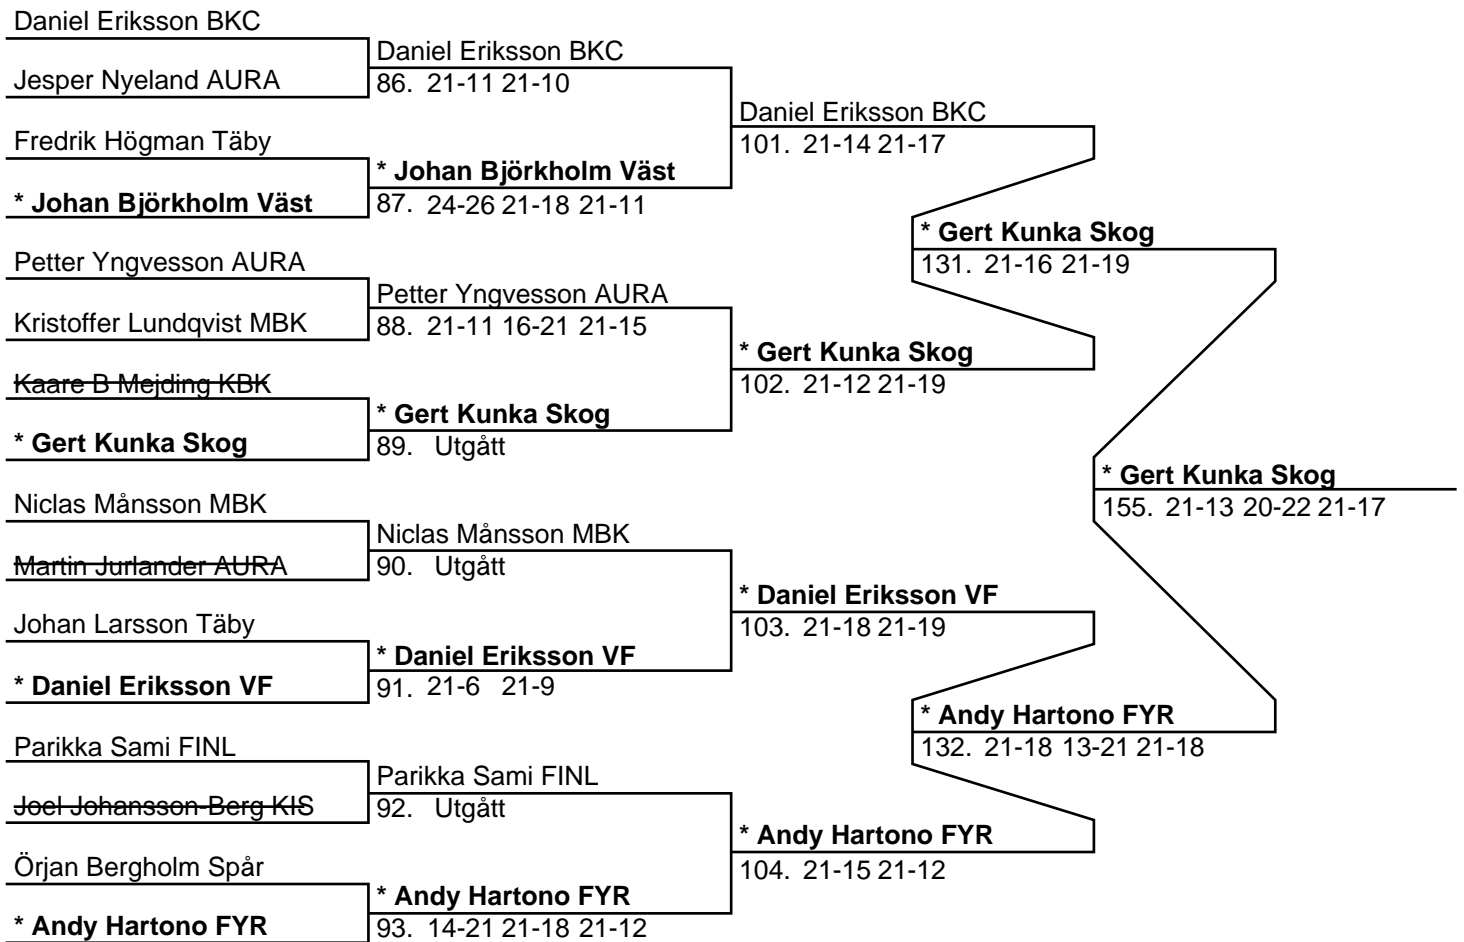 Daniel Eriksson BKC
Daniel Eriksson BKC
Jesper Nyeland AURA
86. 21-11 21-10
Daniel Eriksson BKC
101. 21-14 21-17
Fredrik Högman Täby
* Johan Björkholm Väst
* Johan Björkholm Väst
87. 24-26 21-18 21-11
* Gert Kunka Skog
131. 21-16 21-19
Petter Yngvesson AURA
Petter Yngvesson AURA
Kristoffer Lundqvist MBK
88. 21-11 16-21 21-15
* Gert Kunka Skog
102. 21-12 21-19
Kaare B Mejding KBK
* Gert Kunka Skog
* Gert Kunka Skog
89. Utgått
* Gert Kunka Skog
155. 21-13 20-22 21-17
Niclas Månsson MBK
Niclas Månsson MBK
Martin Jurlander AURA
90. Utgått
* Daniel Eriksson VF
103. 21-18 21-19
Johan Larsson Täby
* Daniel Eriksson VF
* Daniel Eriksson VF
91. 21-6 21-9
* Andy Hartono FYR
132. 21-18 13-21 21-18
Parikka Sami FINL
Parikka Sami FINL
Joel Johansson-Berg KIS
92. Utgått
* Andy Hartono FYR
104. 21-15 21-12
Örjan Bergholm Spår
* Andy Hartono FYR
* Andy Hartono FYR
93. 14-21 21-18 21-12